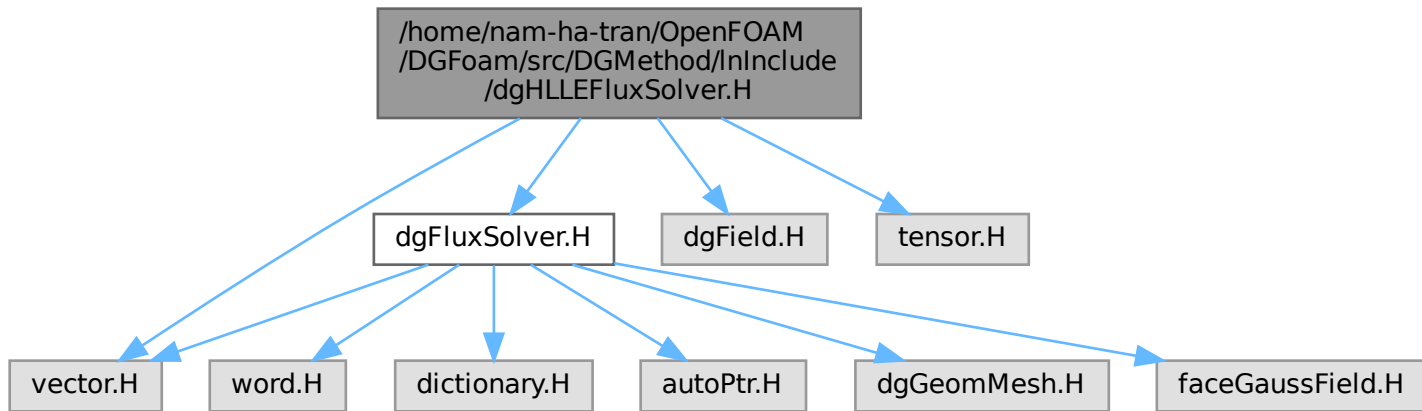 /home/nam-ha-tran/OpenFOAM
/DGFoam/src/DGMethod/lnInclude
/dgHLLEFluxSolver.H
dgFluxSolver.H
dgField.H
tensor.H
vector.H
word.H
dictionary.H
autoPtr.H
dgGeomMesh.H
faceGaussField.H